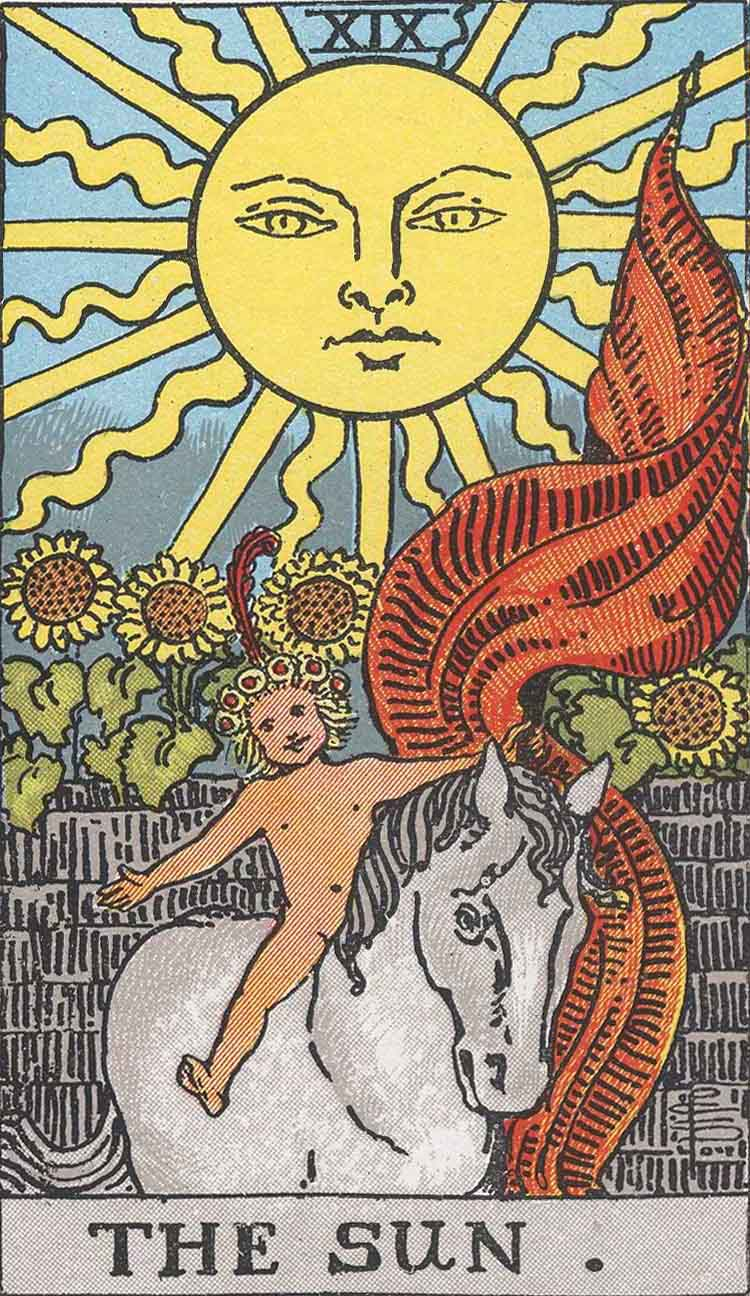 XIX
THE SUN .